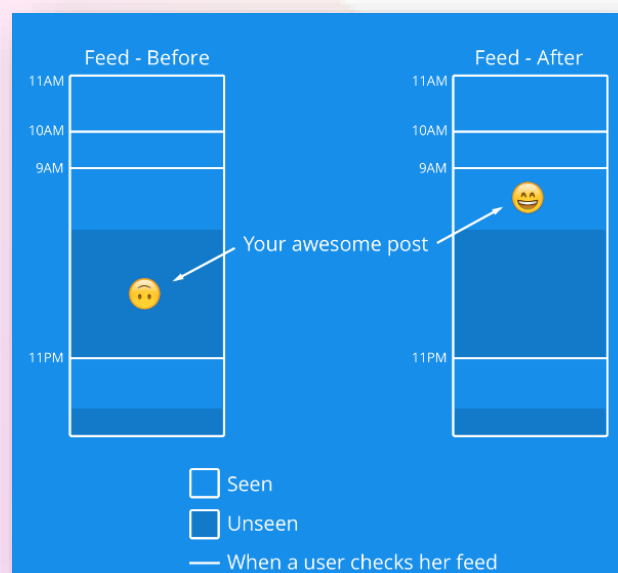 Feed - Before
Feed - After
11AM
11AM
10AM
10AM
9AM
9AM
Your awesome post
11PM
11PM
Seen
Unseen
When a user checks her feed